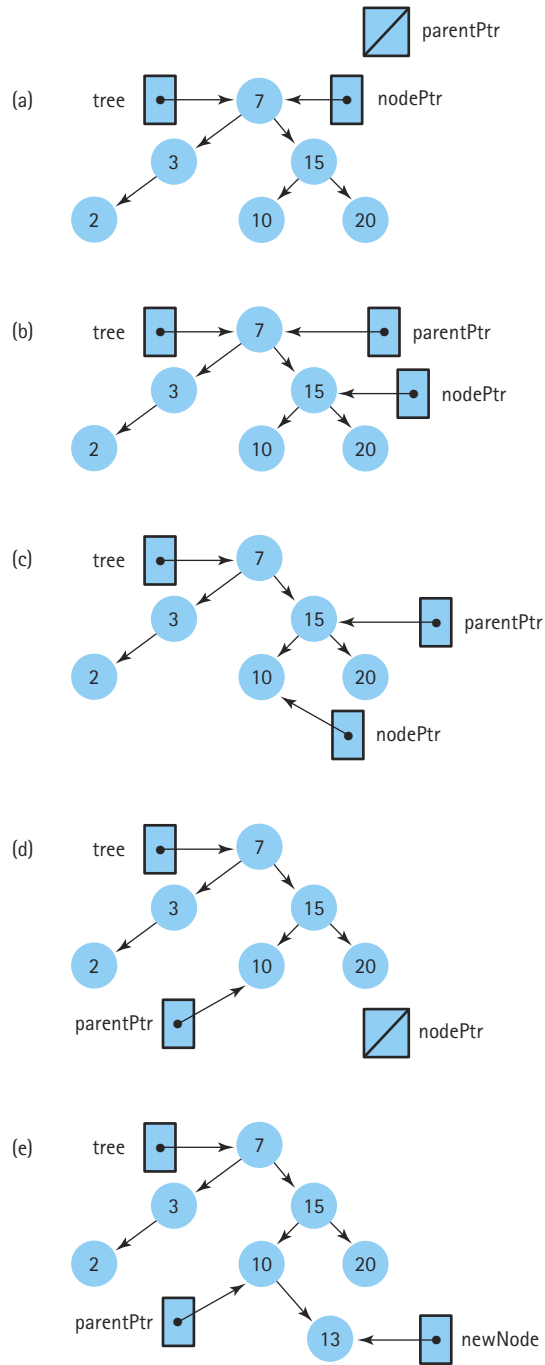 parentPtr
(a) tree 7 nodePtr
3 15
2 10 20
(b) tree 7 parentPtr
3 15 nodePtr
2 10 20
(c) tree 7
3 15 parentPtr
2 10 20
nodePtr
(d) tree 7
3 15
2 10 20
parentPtr nodePtr
(e) tree 7
3 15
2 10 20
parentPtr 13 newNode